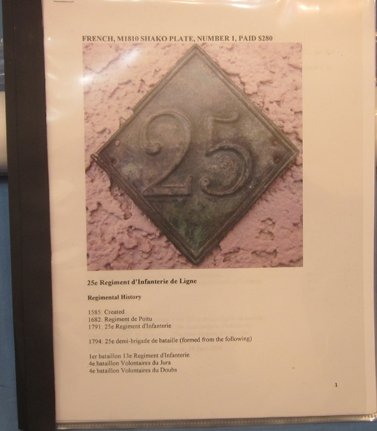 FRENCH, M1810 SHAKO PLATE, NUMBER 1, PAID $280
25
25e Regiment d'Infanterie de Ligne
Regimental History
1585: Created
1682: Regiment de Poitu
1791: 25e Regiment d'Infanterie
1794: 25e demi-brigade de bataille (formed from the following)
1er bataillon 13e Regiment d'Infanterie
4e bataillon Volontaires du Jura
4e bataillon Volontaires du Doubs
1